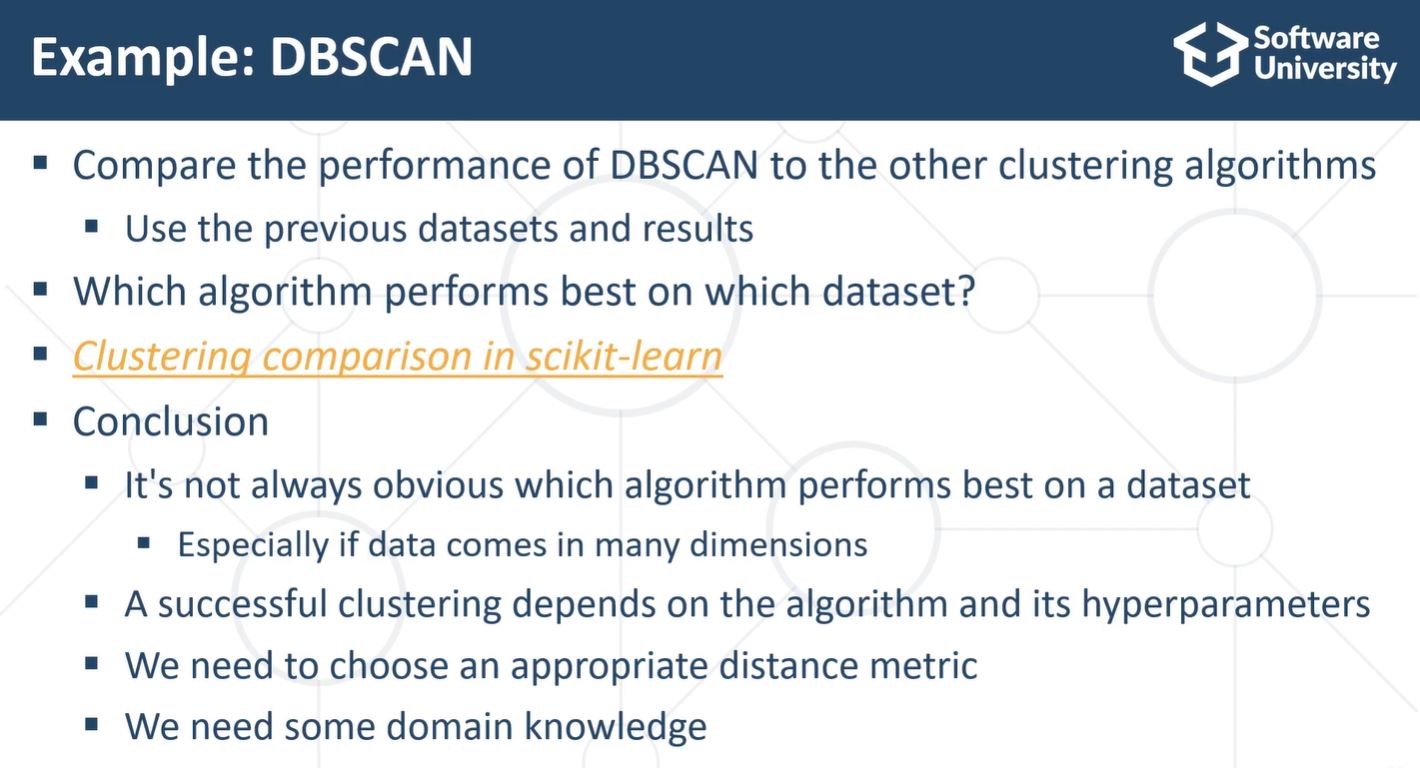 Example: DBSCAN
Software
University
▪ Compare the performance of DBSCAN to the other clustering algorithms
▪ Use the previous datasets and results
▪ Which algorithm performs best on which dataset?
▪ Clustering comparison in scikit-learn
▪ Conclusion
▪ It's not always obvious which algorithm performs best on a dataset
▪ Especially if data comes in many dimensions
▪ A successful clustering depends on the algorithm and its hyperparameters
▪ We need to choose an appropriate distance metric
▪ We need some domain knowledge